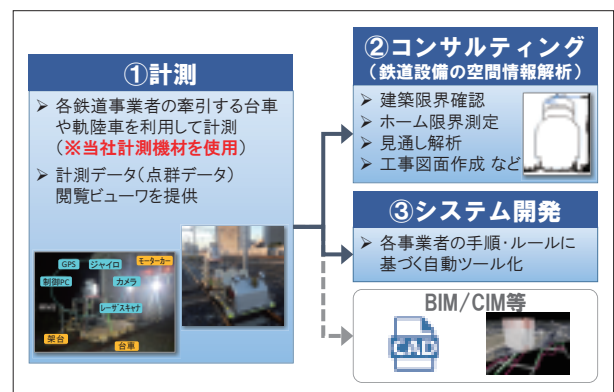 ①計測
➢ 各鉄道事業者の牽引する台車
や軌陸車を利用して計測
(※当社計測機材を使用)
➢ 計測データ(点群データ)
閲覧ビューワを提供
GPS
ジャイロ
モーターカー
制御PC
カメラ
レーザスキャナ
架台
台車
②コンサルティング
(鉄道設備の空間情報解析)
➢ 建築限界確認
➢ ホーム限界測定
➢ 見通し解析
➢ 工事図面作成 など
③システム開発
➢ 各事業者の手順・ルールに
基づく自動ツール化
BIM/CIM等
CAD